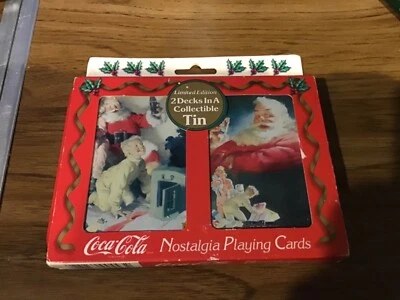 Limited Edition
2 Decks In A
Collectible
Tin
Coca-Cola Nostalgia Playing Cards